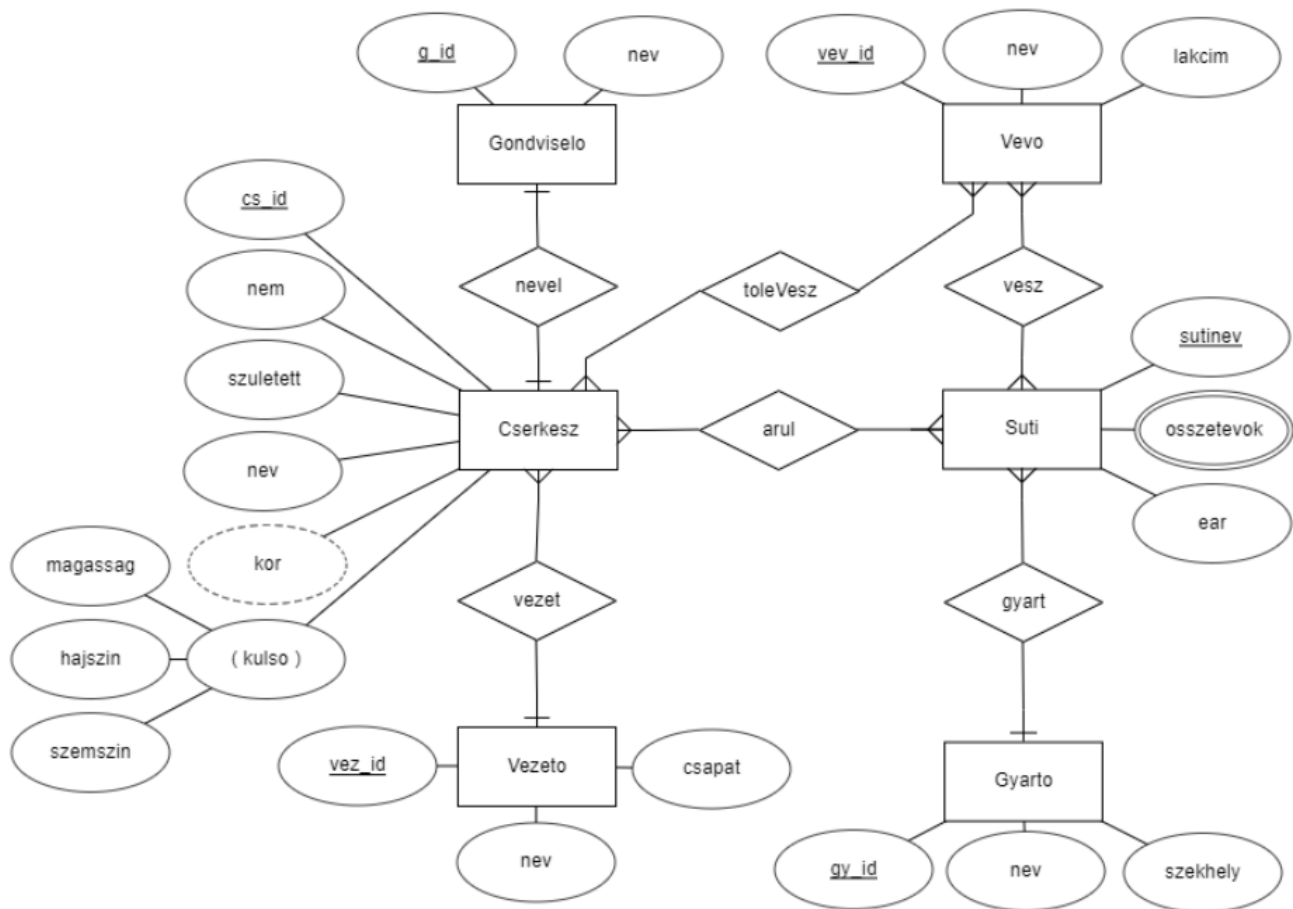 g_id
nev
vev_id
nev
lakcim
Gondviselo
Vevo
cs_id
nem
nevel
toleVesz
vesz
sutinev
szuletett
Cserkesz
arul
Suti
osszetevok
nev
ear
magassag
kor
vezet
gyart
hajszin
( kulso )
szemszin
vez_id
Vezeto
csapat
Gyarto
nev
gy_id
nev
szekhely